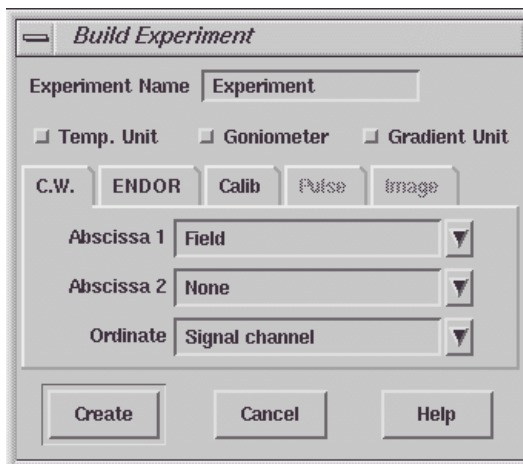 Build Experiment
Experiment Name Experiment
Temp. Unit Goniometer Gradient Unit
C.W. ENDOR Calib Pulse Image
Abscissa 1 Field
Abscissa 2 None
Ordinate Signal channel
Create Cancel Help